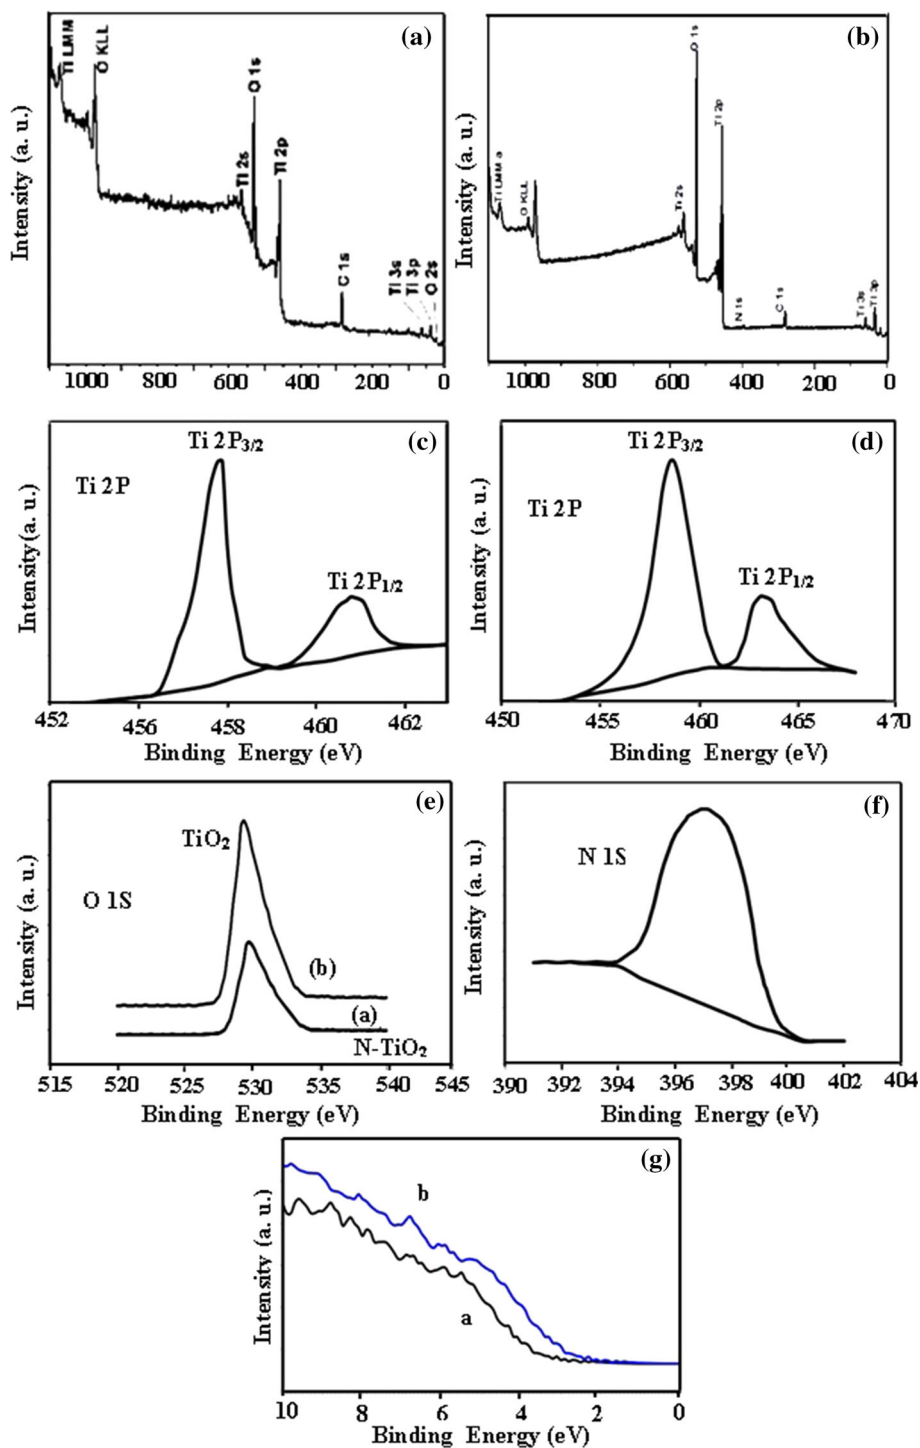 (a)
Ti LMM
O KLL
Ti 2s
O 1s
Ti 2p
C 1s
Ti 3s
Ti 3p
O 2s
Intensity (a. u.)
1000 800 600 400 200 0
(b)
Ti LMM a
O KLL
Ti 2s
O 1s
Ti 2p
N 1s
C 1s
Ti 3s
Ti 3p
Intensity (a. u.)
1000 800 600 400 200 0
(c)
Ti 2P3/2
Ti 2P
Ti 2P1/2
Intensity (a. u.)
452 456 458 460 462
Binding Energy (eV)
(d)
Ti 2P3/2
Ti 2P
Ti 2P1/2
Intensity (a. u.)
450 455 460 465 470
Binding Energy (eV)
(e)
TiO2
O 1S
(b)
(a)
N-TiO2
Intensity (a. u.)
515 520 525 530 535 540 545
Binding Energy (eV)
(f)
N 1S
Intensity (a. u.)
390 392 394 396 398 400 402 404
Binding Energy (eV)
(g)
b
a
Intensity (a. u.)
10 8 6 4 2 0
Binding Energy (eV)